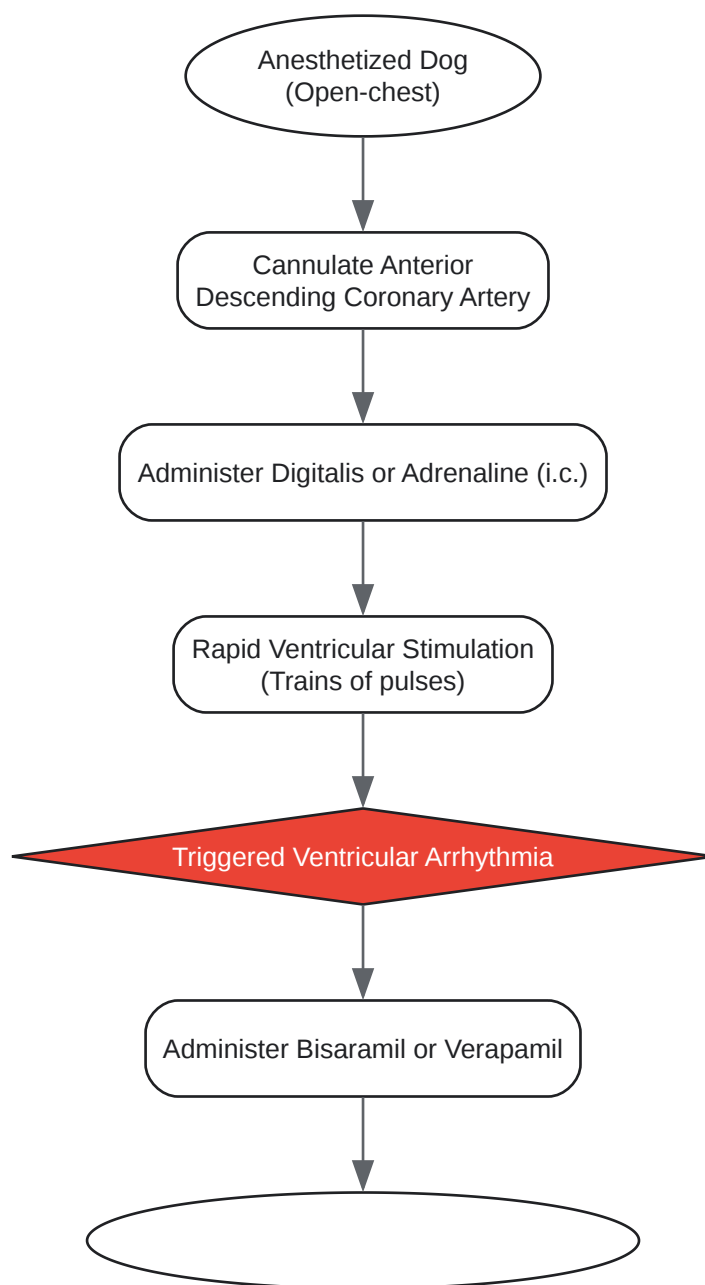 Anesthetized Dog
(Open-chest)
Cannulate Anterior
Descending Coronary Artery
Administer Digitalis or Adrenaline (i.c.)
Rapid Ventricular Stimulation
(Trains of pulses)
Triggered Ventricular Arrhythmia
Administer Bisaramil or Verapamil